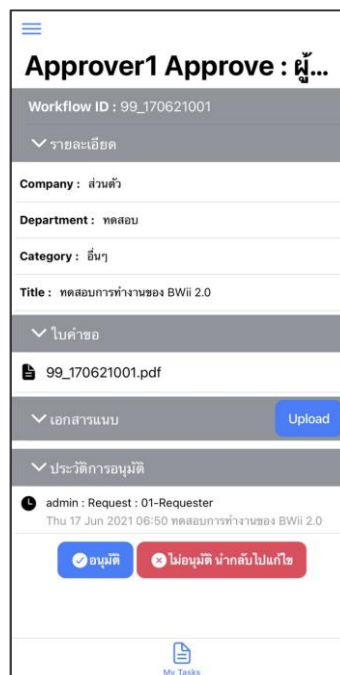 Approver1 Approve : ผู้...
Workflow ID : 99_170621001
รายละเอียด
Company : ส่วนตัว
Department : ทดสอบ
Category : อื่นๆ
Title : ทดสอบการทำงานของ BWii 2.0
ใบคำขอ
99_170621001.pdf
เอกสารแนบ Upload
ประวัติการอนุมัติ
admin : Request : 01-Requester
Thu 17 Jun 2021 06:50 ทดสอบการทำงานของ BWii 2.0
อนุมัติ ไม่อนุมัติ นำกลับไปแก้ไข
My Tasks